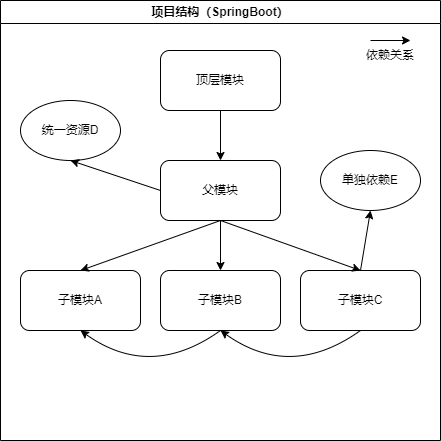 项目结构（SpringBoot）
依赖关系
顶层模块
统一资源D
父模块
单独依赖E
子模块A
子模块B
子模块C